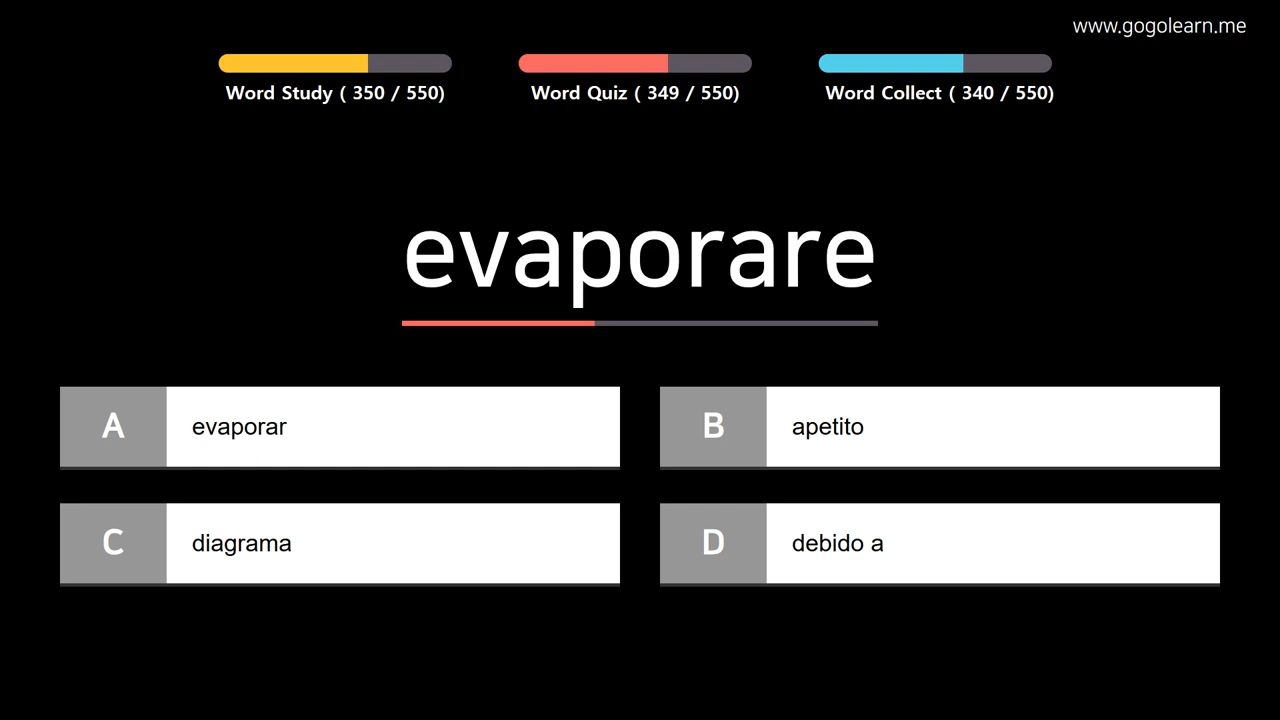 www.gogolearn.me
Word Study ( 350 / 550)
Word Quiz ( 349 / 550)
Word Collect ( 340 / 550)
evaporare
A evaporar
B apetito
C diagrama
D debido a